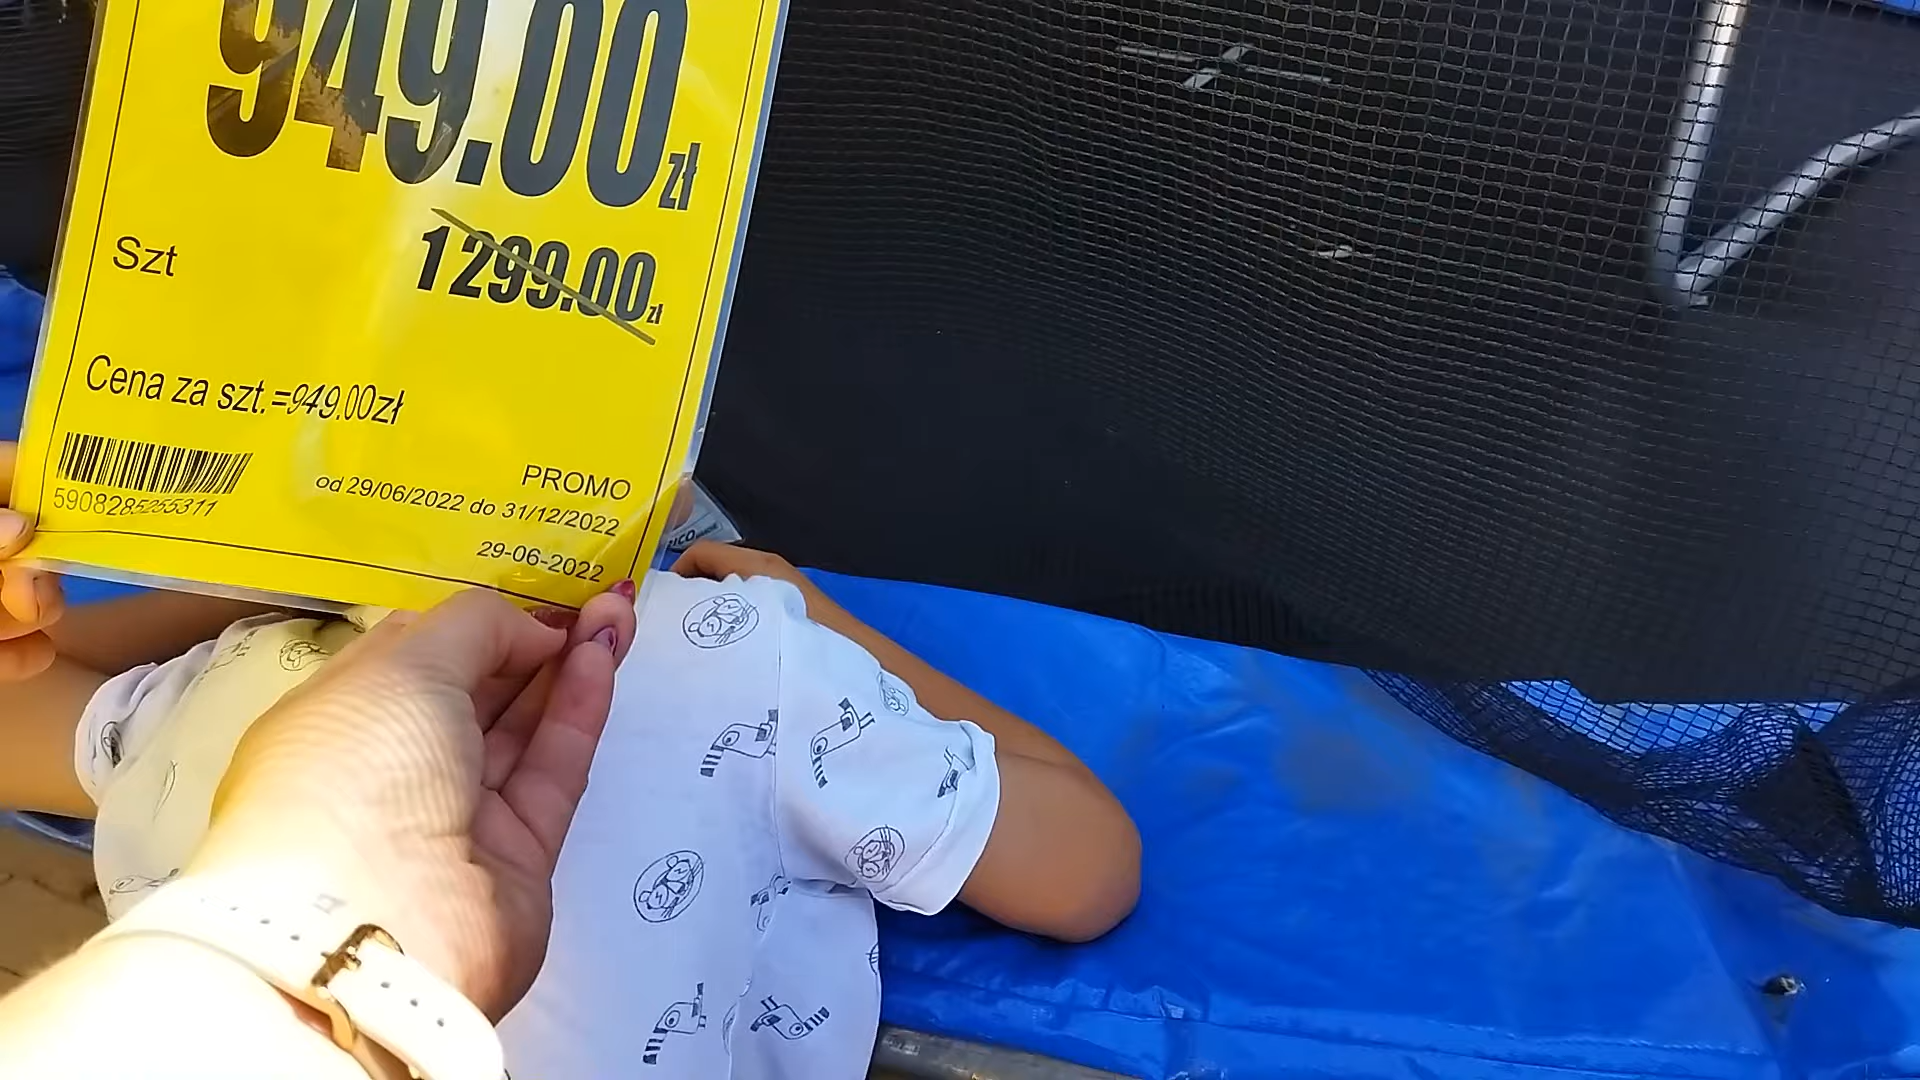 949.00zł
1299.00zł
Szt
Cena za szt.=949.00zł
5908285255311
PROMO
od 29/06/2022 do 31/12/2022
29-06-2022